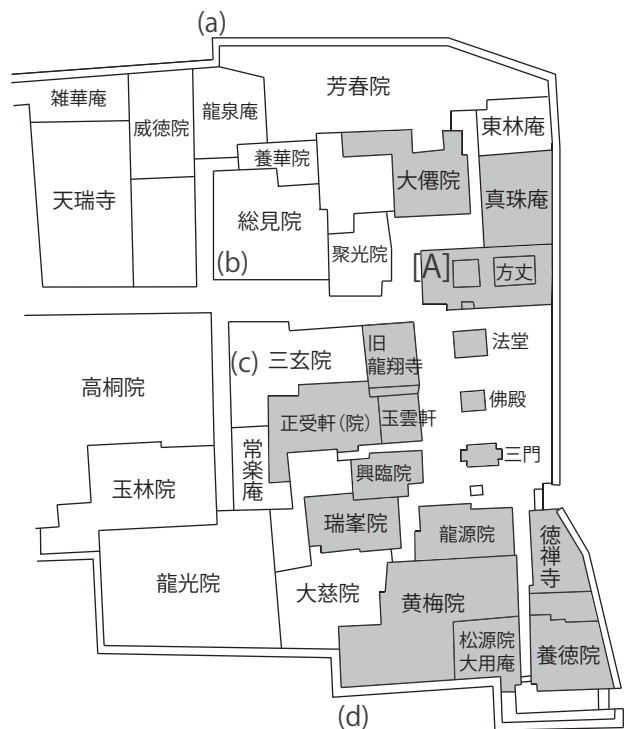 (a)
芳春院
雑華庵
威徳院
龍泉庵
東林庵
養華院
大僊院
天瑞寺
真珠庵
総見院
(b)
聚光院
[A]
方丈
法堂
(c)
三玄院
旧
龍翔寺
高桐院
佛殿
正受軒(院)
玉雲軒
常楽庵
三門
興臨院
玉林院
瑞峯院
龍源院
徳禅寺
龍光院
大慈院
黄梅院
松源院
大用庵
養徳院
(d)